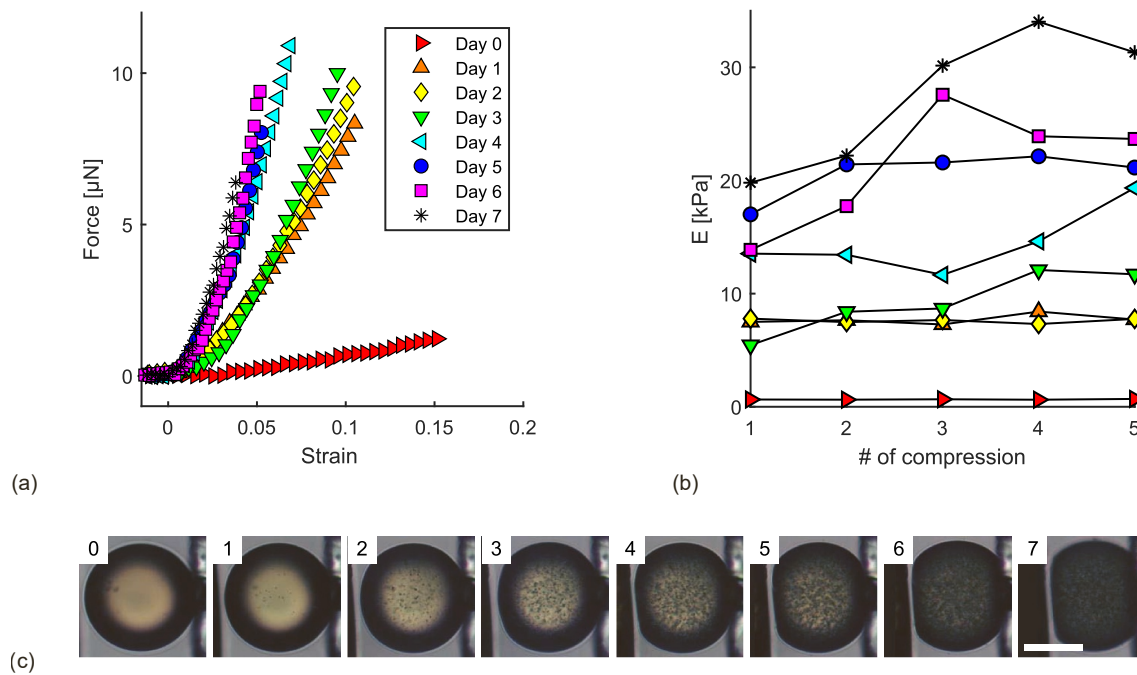 10
5
0
Force [µN]
0
0.05
0.1
0.15
0.2
Strain
Day 0
Day 1
Day 2
Day 3
Day 4
Day 5
Day 6
Day 7
(a)
30
20
10
0
E [kPa]
1
2
3
4
5
# of compression
(b)
0
1
2
3
4
5
6
7
(c)